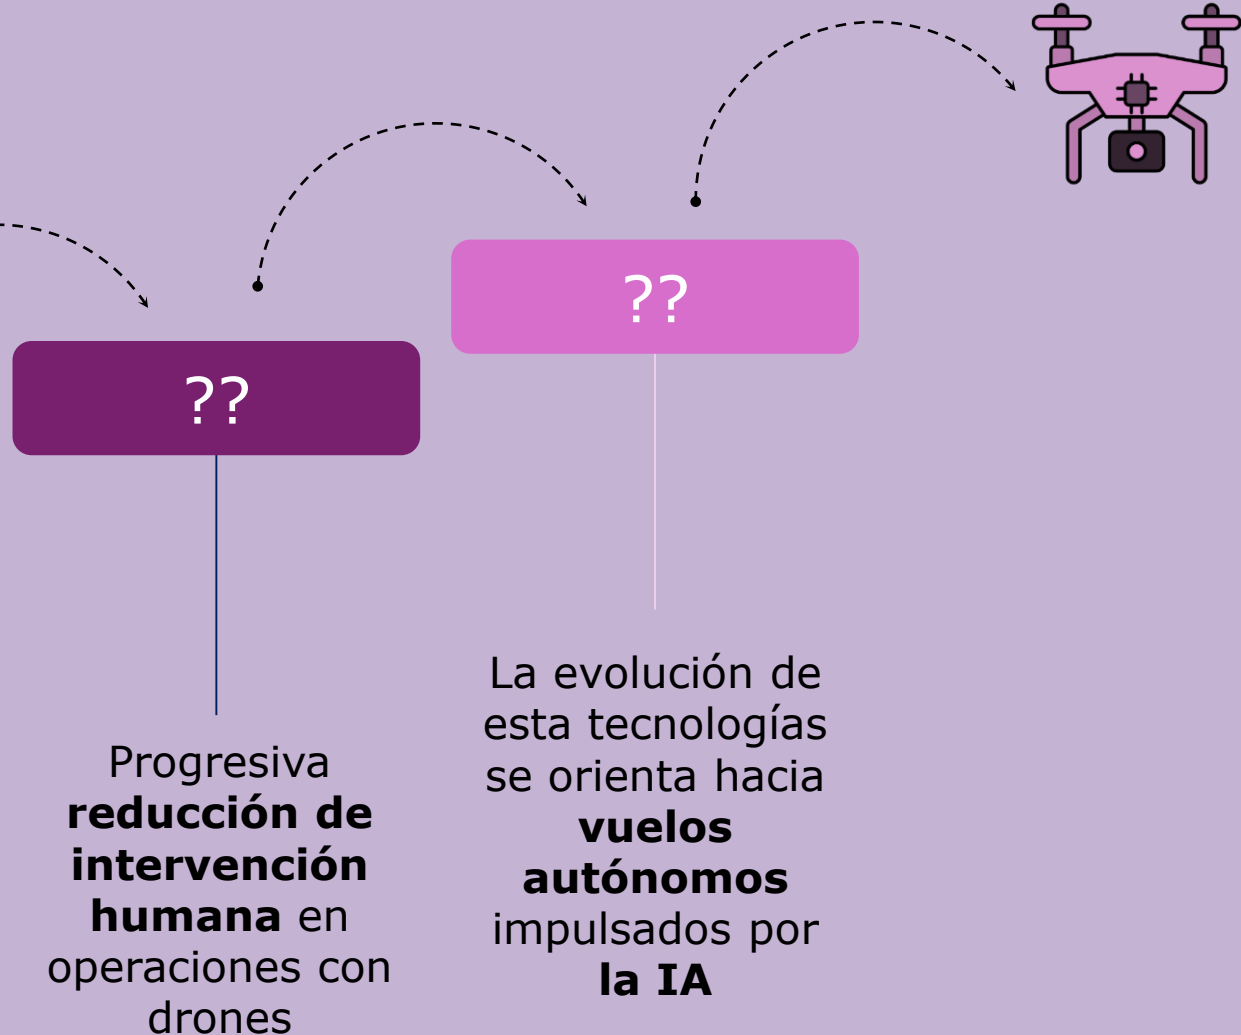 ??
Progresiva
reducción de
intervención
humana en
operaciones con
drones
??
La evolución de
esta tecnologías
se orienta hacia
vuelos
autónomos
impulsados por
la IA